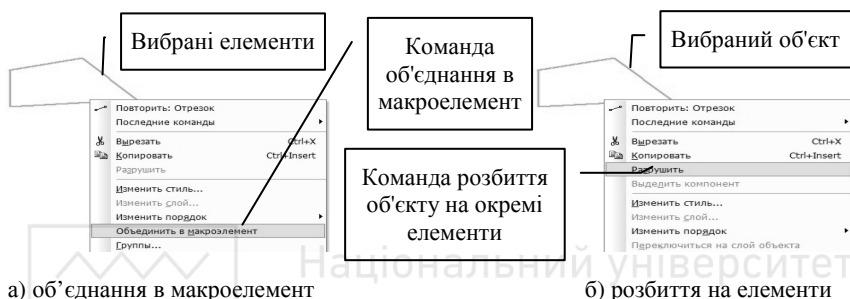 Вибрані елементи
Команда
об'єднання в
макроелемент
Вибраний об'єкт
Повторить: Отрезок
Последние команды
Вырезать Ctrl+X
Копировать Ctrl+Insert
Разрушить
Изменить стиль...
Изменить слой...
Изменить порядок
Объединить в макроэлемент
Группы...
Команда розбиття
об'єкту на окремі
елементи
Повторить: Отрезок
Последние команды
Вырезать Ctrl+X
Копировать Ctrl+Insert
Разрушить
Выделить компонент
Изменить стиль...
Изменить слой...
Изменить порядок
Переключиться на слой объекта
Національний університет
а) об’єднання в макроелемент
б) розбиття на елементи